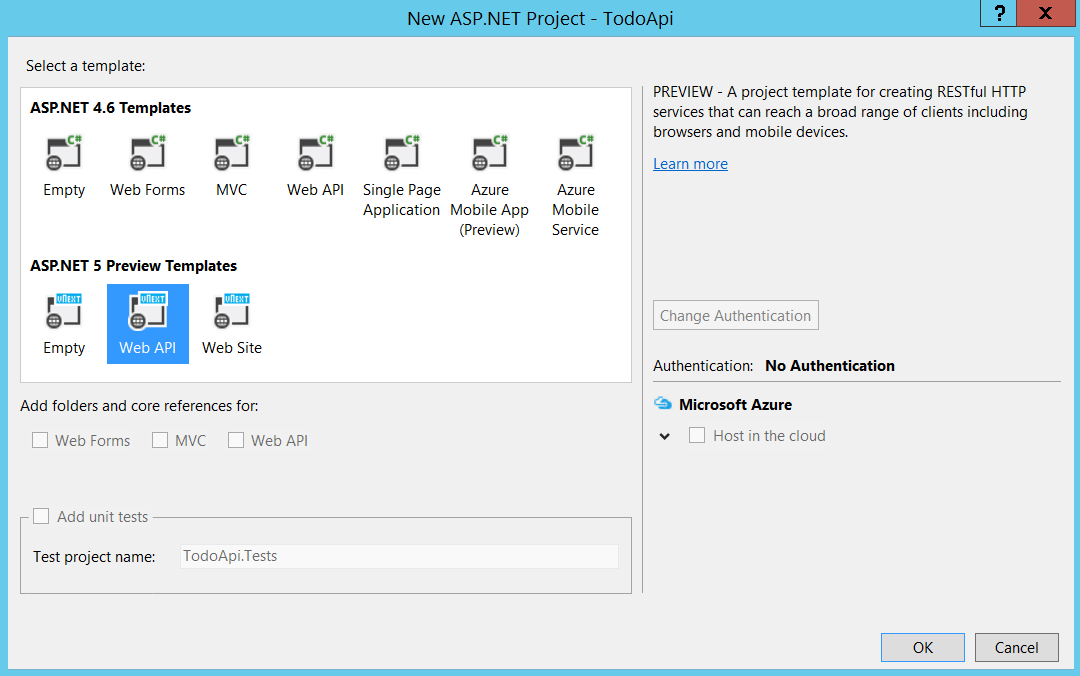 New ASP.NET Project - TodoApi
?
X
Select a template:
ASP.NET 4.6 Templates
C# C# C# C# C# C# C#
Empty Web Forms MVC Web API Single Page Azure Azure
Application Mobile App Mobile
(Preview) Service
ASP.NET 5 Preview Templates
vNEXT vNEXT vNEXT
Empty Web API Web Site
Add folders and core references for:
Web Forms MVC Web API
Add unit tests
Test project name: TodoApi.Tests
PREVIEW - A project template for creating RESTful HTTP
services that can reach a broad range of clients including
browsers and mobile devices.
Learn more
Change Authentication
Authentication: No Authentication
Microsoft Azure
Host in the cloud
OK Cancel